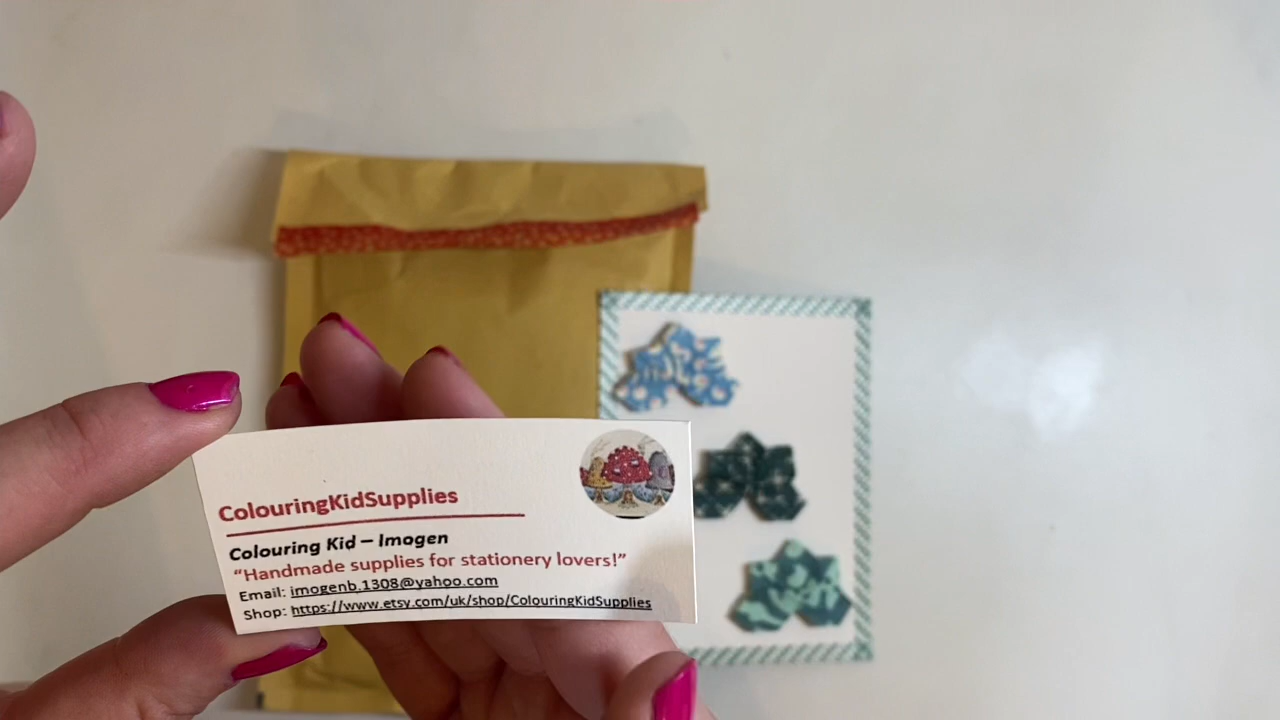 ColouringKidSupplies
Colouring Kid – Imogen
“Handmade supplies for stationery lovers!”
Email: imogenb.1308@yahoo.com
Shop: https://www.etsy.com/uk/shop/ColouringKidSupplies